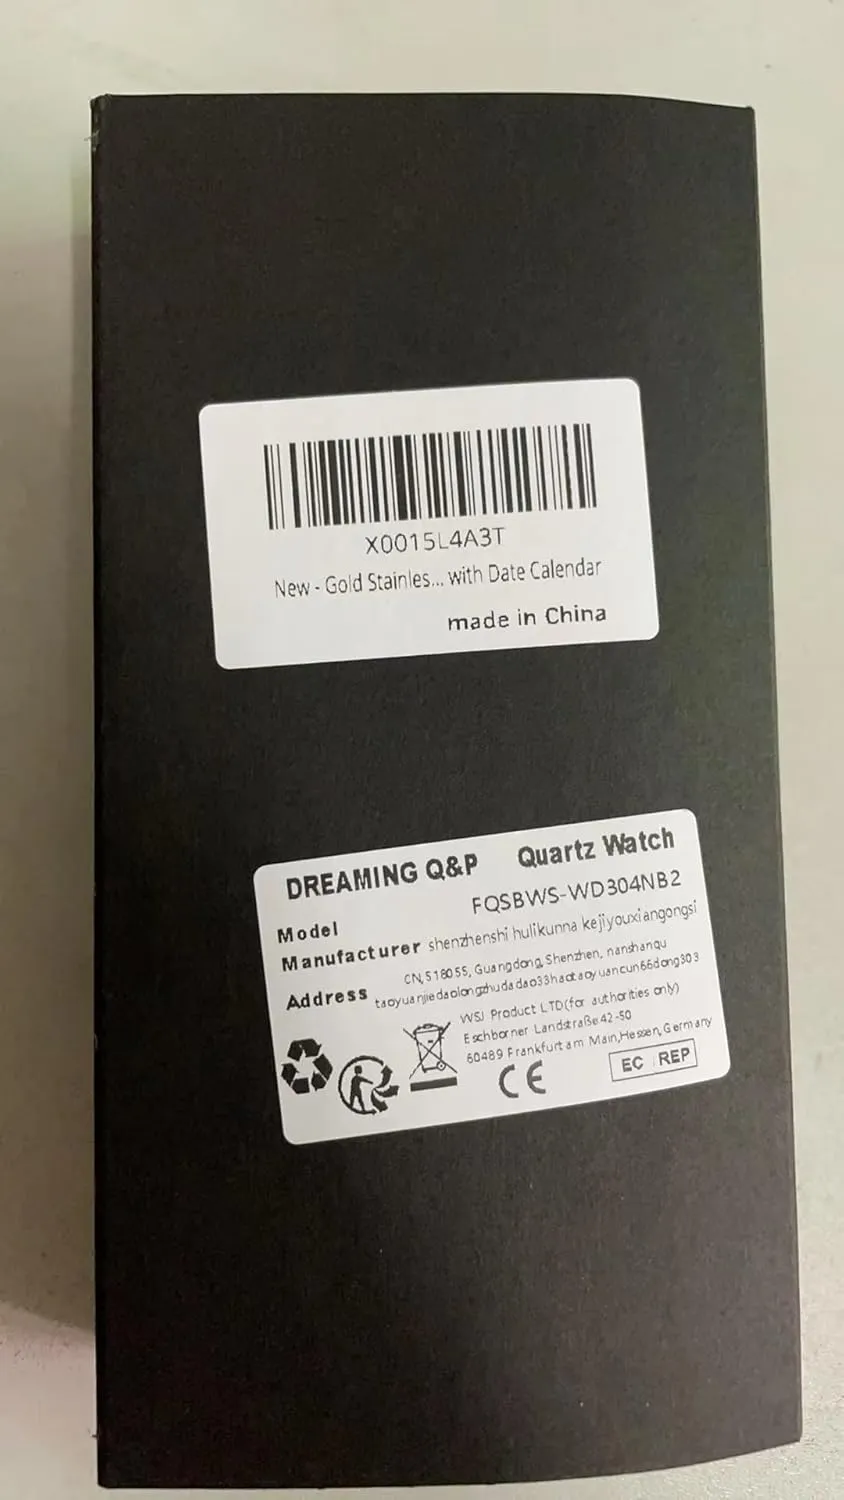 X0015L4A3T
New - Gold Stainles... with Date Calendar
made in China
DREAMING Q&P Quartz Watch
Model FQSBWS-WD304NB2
Manufacturer shenzhenshi hulikunna kejiyouxiangongsi
Address CN,518055, Guangdong, Shenzhen, nanshanqu
taoyuanjiedaolongzhudadao33haotaoyuancun66dong303
WSJ Product LTD(for authorities only)
Eschborner Landstraße 42-50
60489 Frankfurt am Main,Hessen,Germany
CE
EC REP